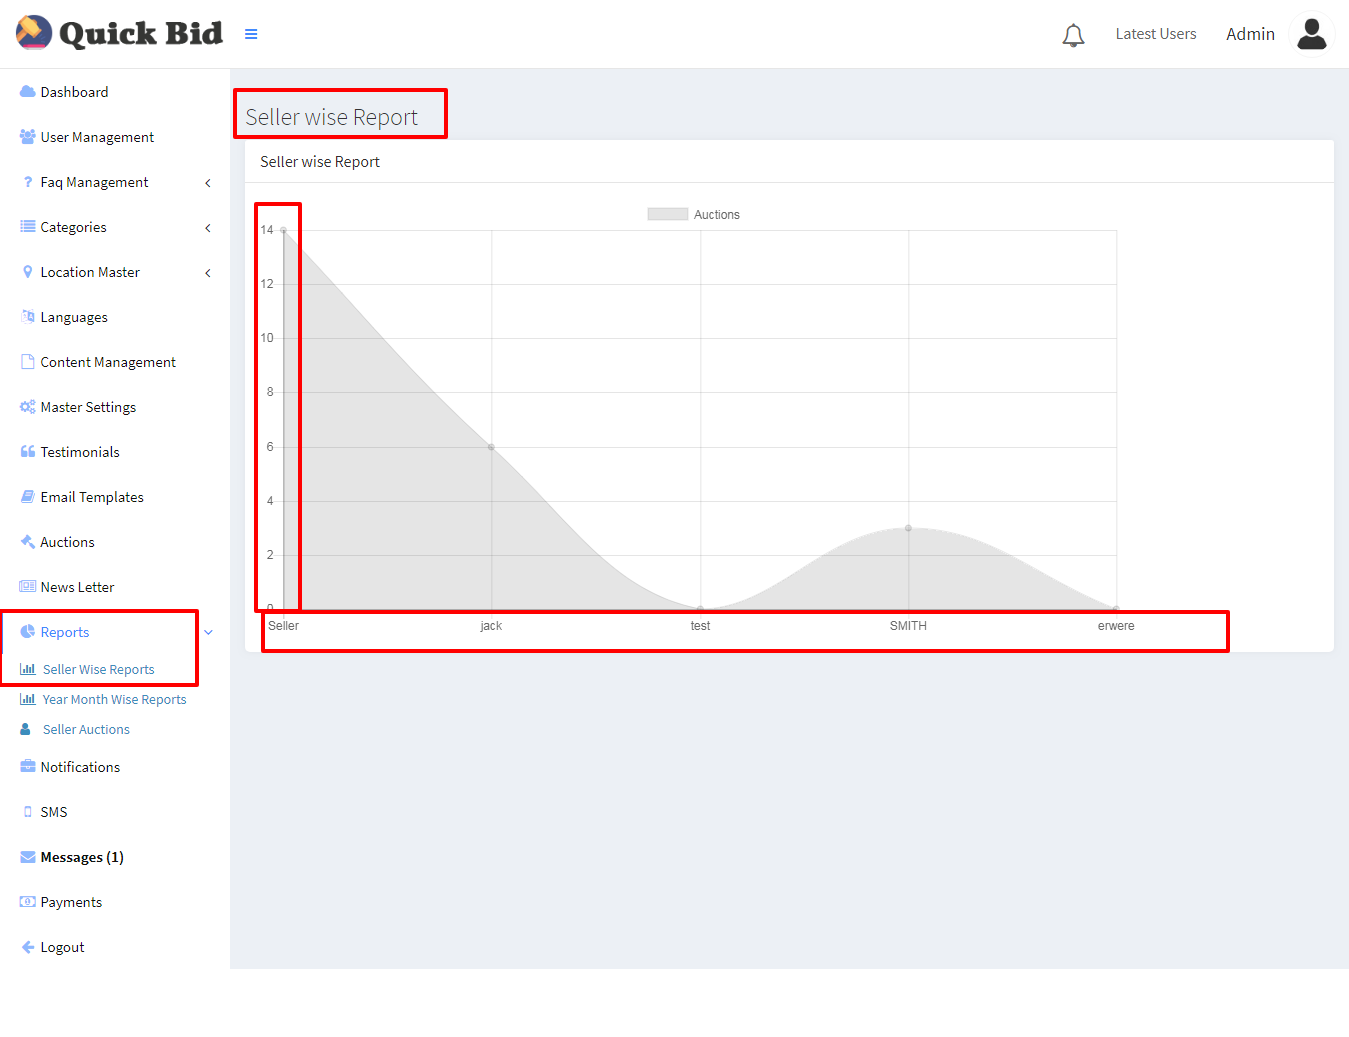 Quick Bid
Latest Users
Admin
Dashboard
User Management
Faq Management
Categories
Location Master
Languages
Content Management
Master Settings
Testimonials
Email Templates
Auctions
News Letter
Reports
Seller Wise Reports
Year Month Wise Reports
Seller Auctions
Notifications
SMS
Messages (1)
Payments
Logout
Seller wise Report
Seller wise Report
Auctions
14
12
10
8
6
4
2
0
Seller jack test SMITH erwere